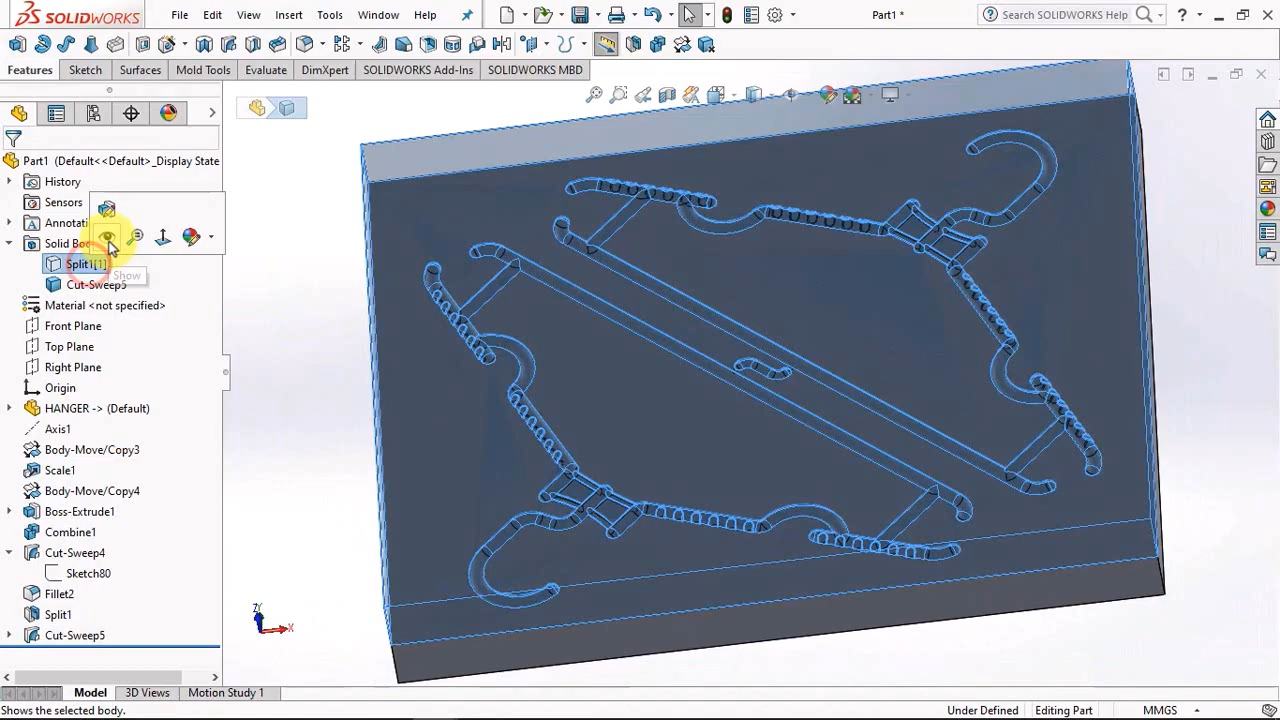 SOLIDWORKS
File Edit View Insert Tools Window Help
Part1 *
Search SOLIDWORKS Help
?
Features Sketch Surfaces Mold Tools Evaluate DimXpert SOLIDWORKS Add-Ins SOLIDWORKS MBD
Part1 (Default<<Default>_Display State
History
Sensors
Annotati
Solid Bo
Split1[1]
Show
Cut-Sweep5
Material <not specified>
Front Plane
Top Plane
Right Plane
Origin
HANGER -> (Default)
Axis1
Body-Move/Copy3
Scale1
Body-Move/Copy4
Boss-Extrude1
Combine1
Cut-Sweep4
Sketch80
Fillet2
Split1
Cut-Sweep5
X
Model 3D Views Motion Study 1
Shows the selected body.
Under Defined Editing Part MMGS